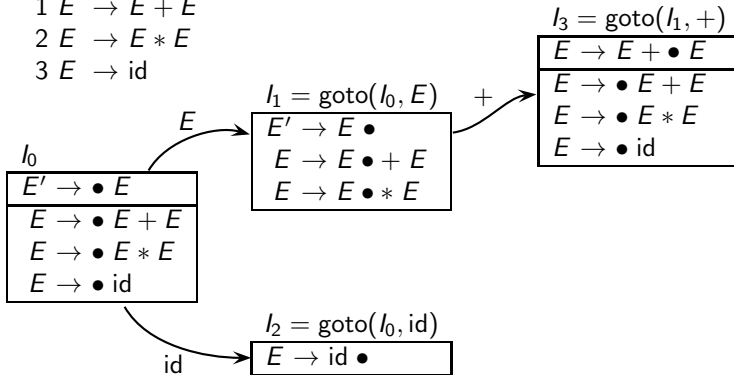 1 E → E + E
2 E → E ∗ E
3 E → id
I0
E′ → • E
E → • E + E
E → • E ∗ E
E → • id
E
I1 = goto(I0, E)
E′ → E •
E → E • + E
E → E • ∗ E
+
I3 = goto(I1, +)
E → E + • E
E → • E + E
E → • E ∗ E
E → • id
id
I2 = goto(I0, id)
E → id •